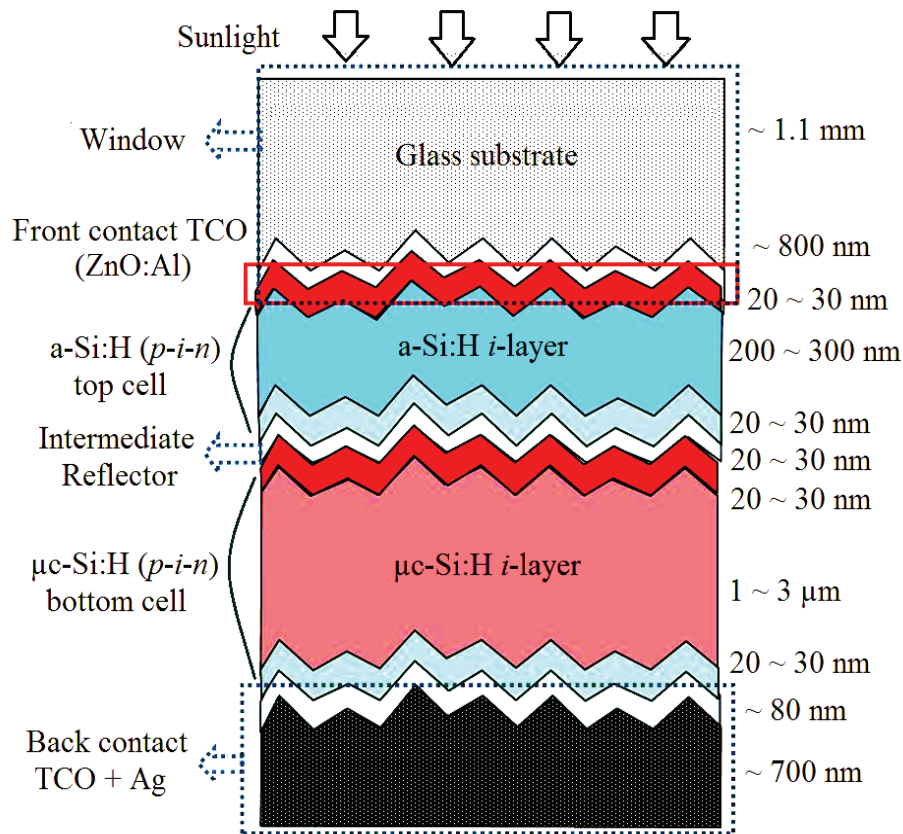 Sunlight
Window
~ 1.1 mm
Glass substrate
Front contact TCO
(ZnO:Al)
~ 800 nm
20 ~ 30 nm
a-Si:H (p-i-n)
top cell
a-Si:H i-layer
200 ~ 300 nm
20 ~ 30 nm
Intermediate
Reflector
20 ~ 30 nm
20 ~ 30 nm
µc-Si:H (p-i-n)
bottom cell
µc-Si:H i-layer
1 ~ 3 µm
20 ~ 30 nm
~ 80 nm
Back contact
TCO + Ag
~ 700 nm